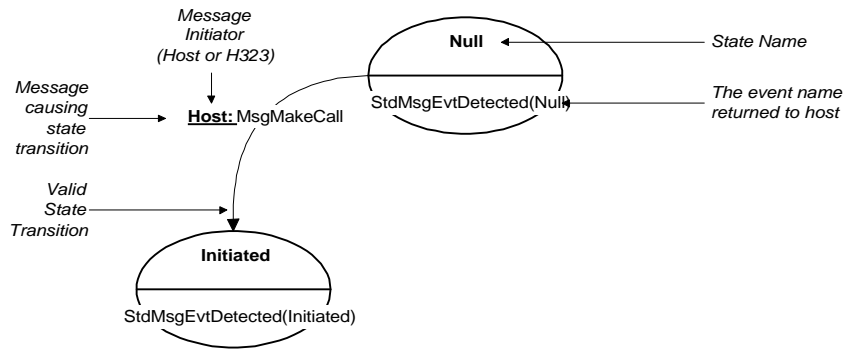 Message
Initiator
(Host or H323)
Null
State Name
Message
causing
state
transition
Host: MsgMakeCall
StdMsgEvtDetected(Null)
The event name
returned to host
Valid
State
Transition
Initiated
StdMsgEvtDetected(Initiated)